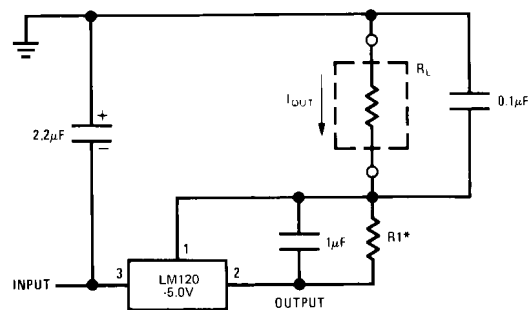 R_L
I_OUT
0.1μF
+
2.2μF
−
1
1μF
R1*
INPUT
3
LM120
-5.0V
2
OUTPUT